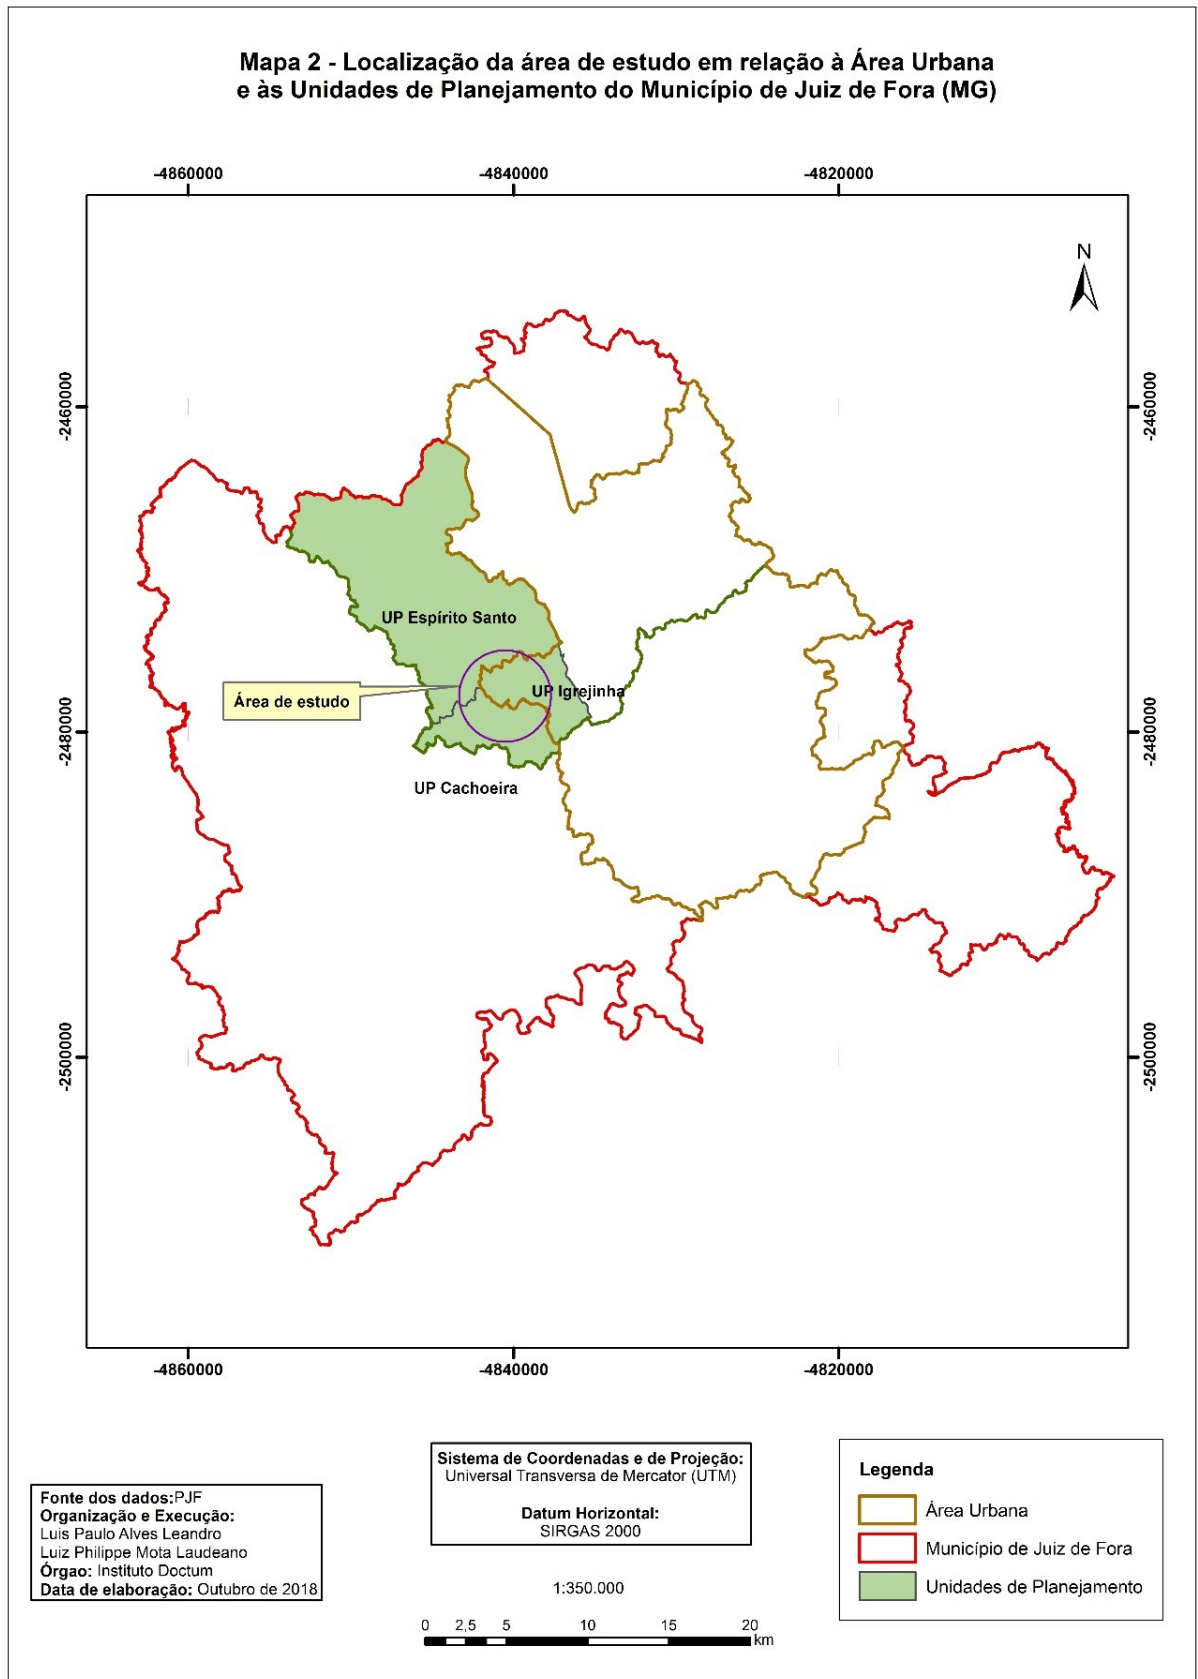 Mapa 2 - Localização da área de estudo em relação à Área Urbana
e às Unidades de Planejamento do Município de Juiz de Fora (MG)
-4860000
-4840000
-4820000
N
-2460000
-2460000
UP Espírito Santo
UP Igrejinha
Área de estudo
-2480000
-2480000
UP Cachoeira
-2500000
-2500000
-4860000
-4840000
-4820000
Fonte dos dados:PJF
Organização e Execução:
Luis Paulo Alves Leandro
Luiz Philippe Mota Laudeano
Órgao: Instituto Doctum
Data de elaboração: Outubro de 2018
Sistema de Coordenadas e de Projeção:
Universal Transversa de Mercator (UTM)
Datum Horizontal:
SIRGAS 2000
1:350.000
0 2,5 5 10 15 20
km
Legenda
Área Urbana
Município de Juiz de Fora
Unidades de Planejamento